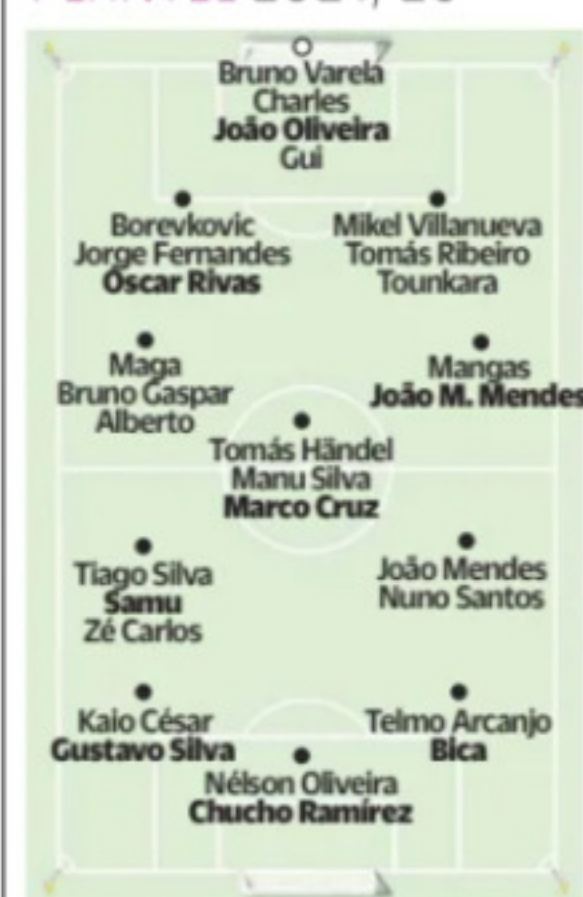 Bruno Varela
Charles
João Oliveira
Gui
Borevkovic
Jorge Fernandes
Óscar Rivas
Mikel Villanueva
Tomás Ribeiro
Tounkara
Maga
Bruno Gaspar
Alberto
Mangas
João M. Mendes
Tomás Händel
Manu Silva
Marco Cruz
Tiago Silva
Samu
Zé Carlos
João Mendes
Nuno Santos
Kaio César
Gustavo Silva
Telmo Arcanjo
Bica
Nélson Oliveira
Chucho Ramírez